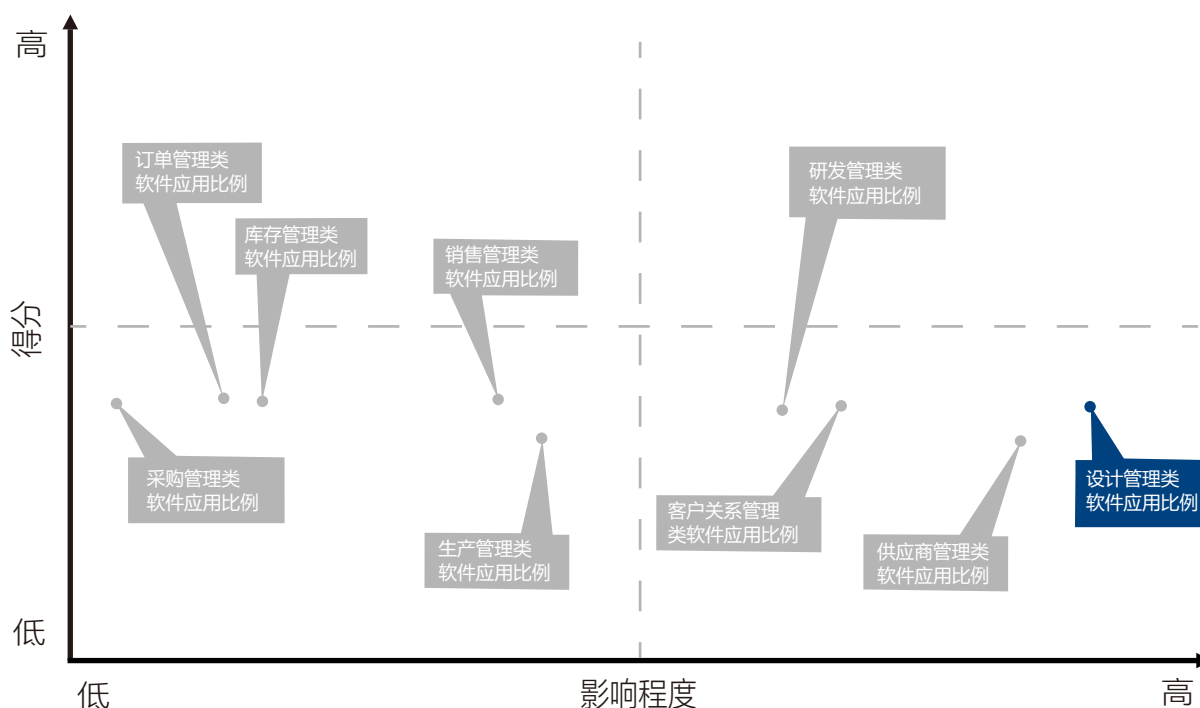 高
订单管理类
软件应用比例
研发管理类
软件应用比例
库存管理类
软件应用比例
销售管理类
软件应用比例
得分
采购管理类
软件应用比例
设计管理类
软件应用比例
客户关系管理
类软件应用比例
生产管理类
软件应用比例
供应商管理类
软件应用比例
低
低
影响程度
高